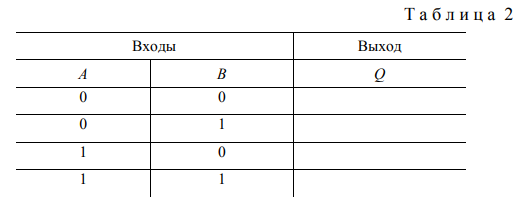 Т а б л и ц а 2
Входы Выход
A B Q
0 0
0 1
1 0
1 1